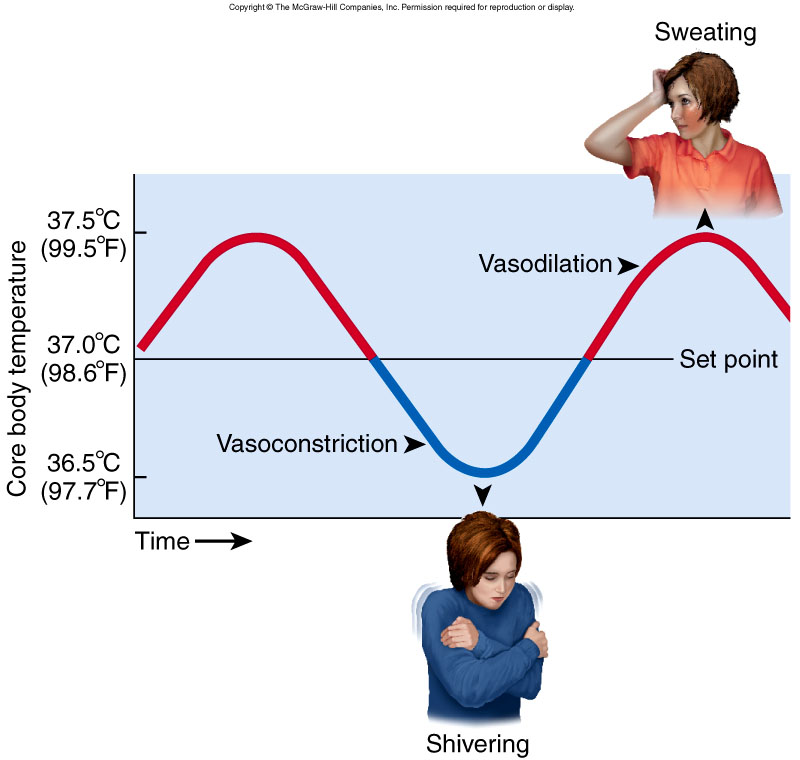 Copyright © The McGraw-Hill Companies, Inc. Permission required for reproduction or display.
Sweating
37.5°C
(99.5°F)
Vasodilation
Core body temperature
37.0°C
(98.6°F)
Set point
Vasoconstriction
36.5°C
(97.7°F)
Time
Shivering